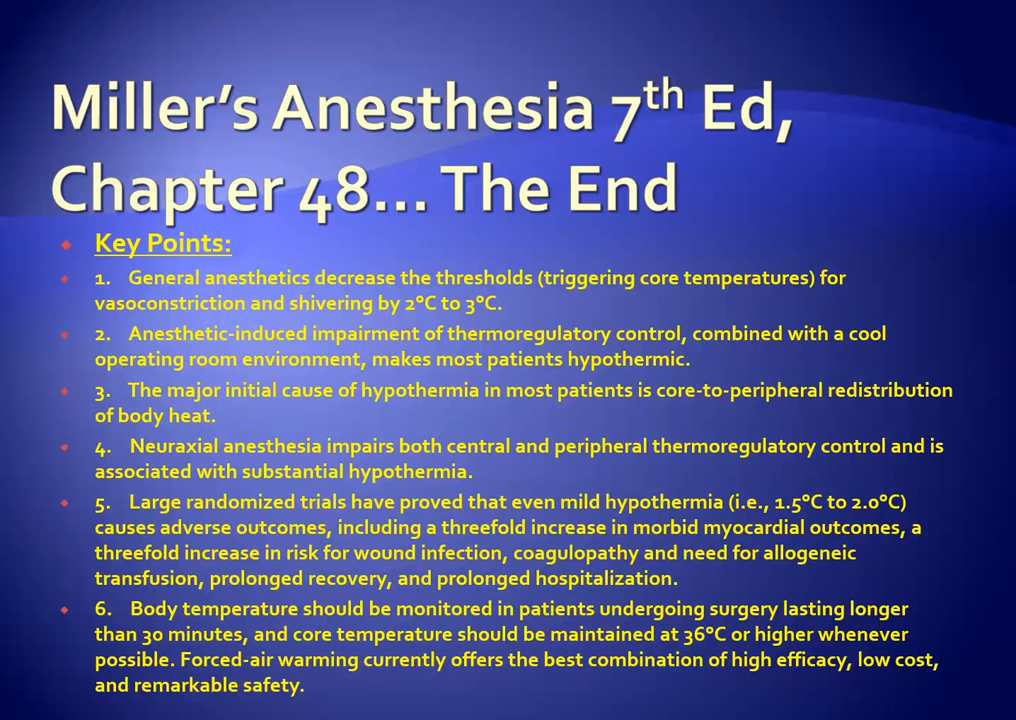 Miller’s Anesthesia 7th Ed,
Chapter 48… The End
Key Points:
1. General anesthetics decrease the thresholds (triggering core temperatures) for
vasoconstriction and shivering by 2°C to 3°C.
2. Anesthetic-induced impairment of thermoregulatory control, combined with a cool
operating room environment, makes most patients hypothermic.
3. The major initial cause of hypothermia in most patients is core-to-peripheral redistribution
of body heat.
4. Neuraxial anesthesia impairs both central and peripheral thermoregulatory control and is
associated with substantial hypothermia.
5. Large randomized trials have proved that even mild hypothermia (i.e., 1.5°C to 2.0°C)
causes adverse outcomes, including a threefold increase in morbid myocardial outcomes, a
threefold increase in risk for wound infection, coagulopathy and need for allogeneic
transfusion, prolonged recovery, and prolonged hospitalization.
6. Body temperature should be monitored in patients undergoing surgery lasting longer
than 30 minutes, and core temperature should be maintained at 36°C or higher whenever
possible. Forced-air warming currently offers the best combination of high efficacy, low cost,
and remarkable safety.